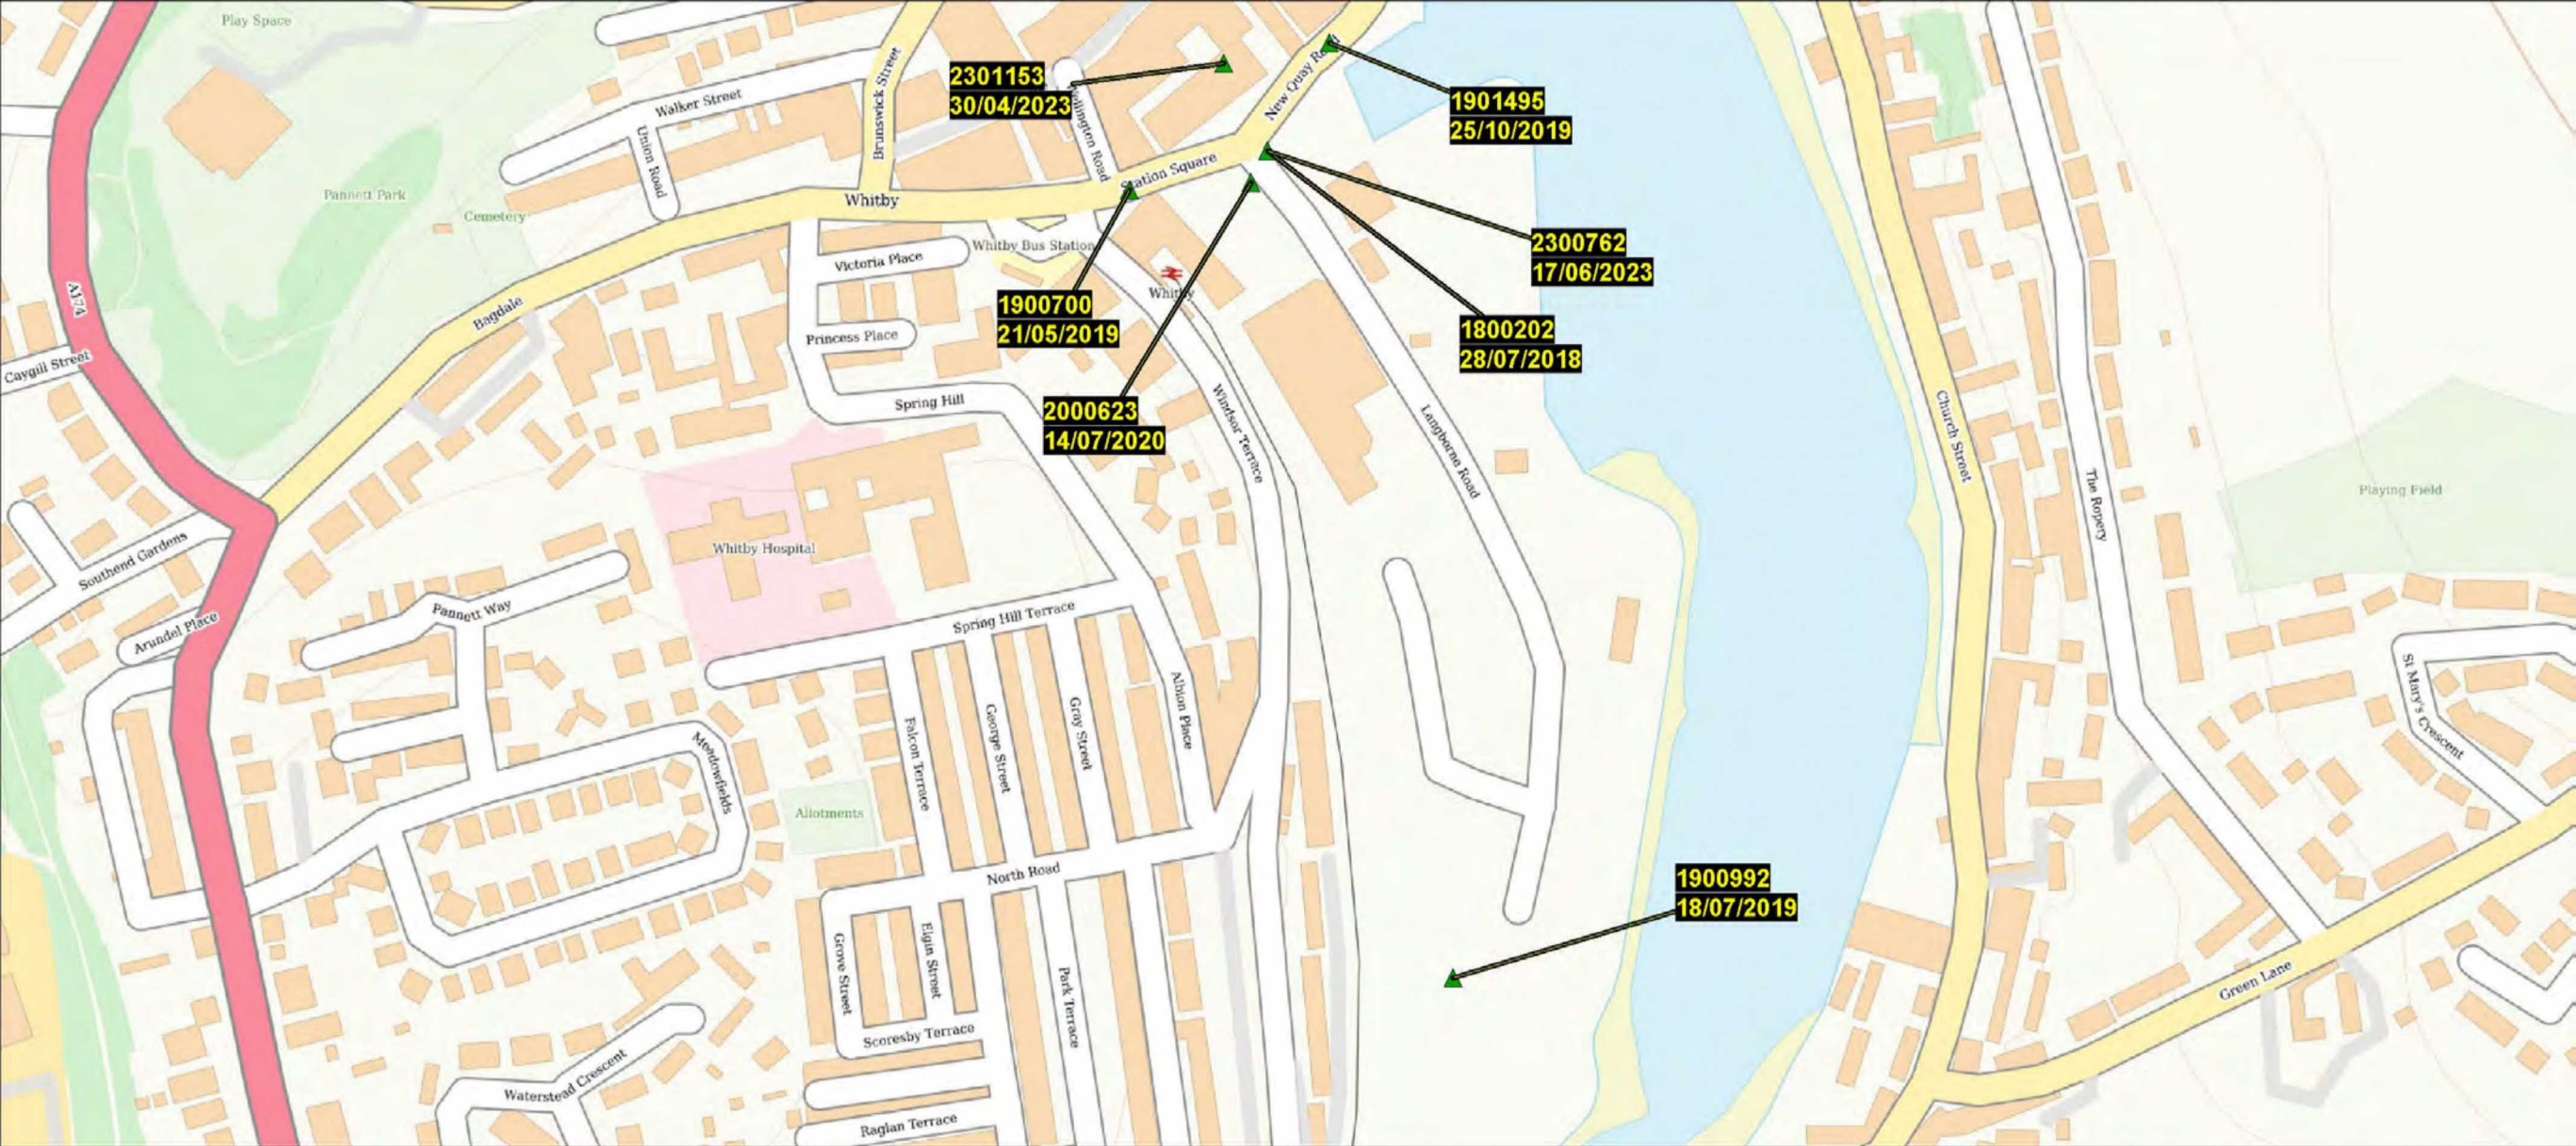 Play Space
Brunswick Street
Walker Street
Union Road
Pannett Park
Cemetery
2301153
30/04/2023
Wellington Road
New Quay Road
1901495
25/10/2019
Station Square
Whitby
Whitby Bus Station
Victoria Place
Whitby
2300762
17/06/2023
A174
Bagdale
1900700
21/05/2019
Princess Place
1800202
28/07/2018
Caygill Street
Spring Hill
2000623
14/07/2020
Windsor Terrace
Langborne Road
Church Street
The Ropery
Playing Field
Whitby Hospital
Southend Gardens
Pannett Way
Arundel Place
Spring Hill Terrace
St Mary's Crescent
Meadowfields
Falcon Terrace
George Street
Gray Street
Albion Place
Allotments
North Road
1900992
18/07/2019
Grove Street
Elgin Street
Park Terrace
Green Lane
Scoresby Terrace
Waterstead Crescent
Raglan Terrace